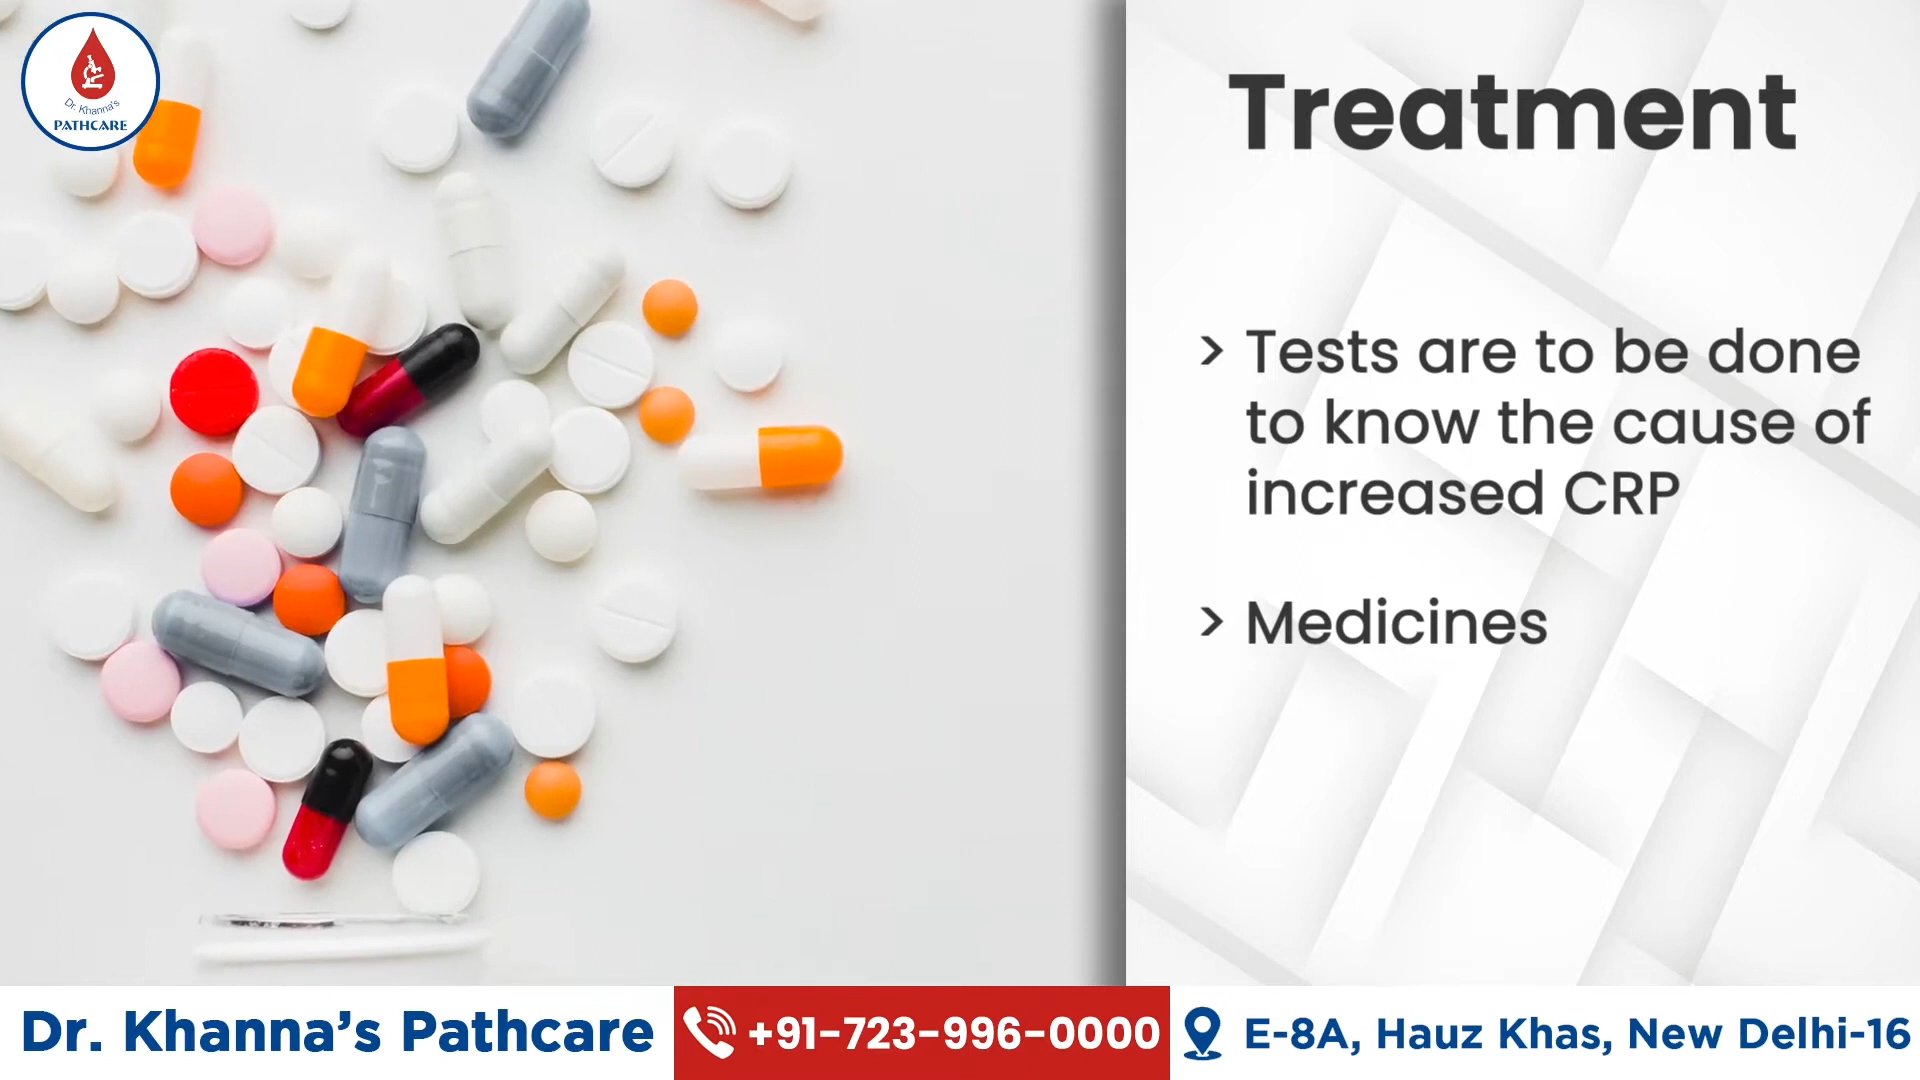 Dr. Khanna's
PATHCARE
Treatment
> Tests are to be done
to know the cause of
increased CRP
> Medicines
Dr. Khanna's Pathcare
+91-723-996-0000
E-8A, Hauz Khas, New Delhi-16